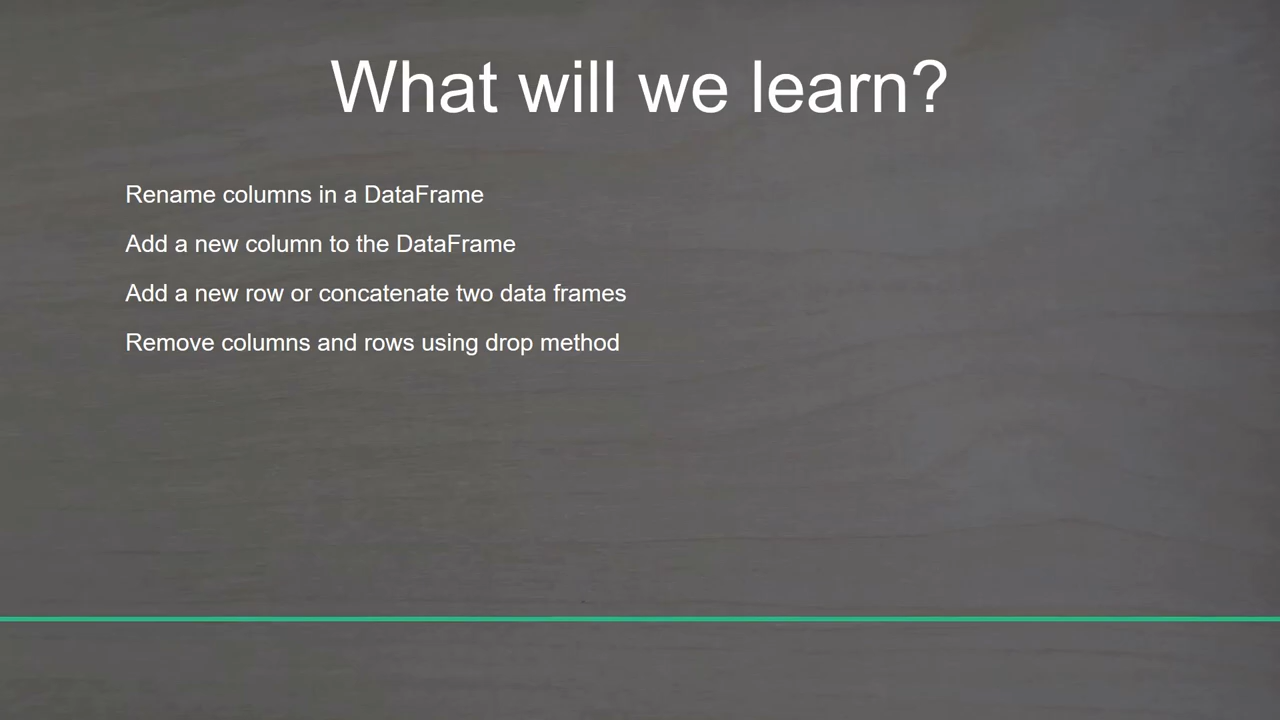 What will we learn?
Rename columns in a DataFrame
Add a new column to the DataFrame
Add a new row or concatenate two data frames
Remove columns and rows using drop method